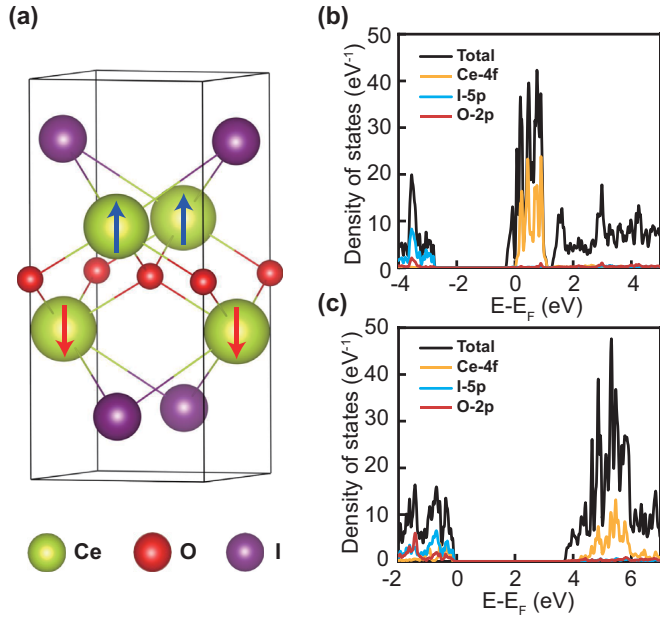 (a)
Ce O I
(b)
Density of states (eV⁻¹)
50
40
30
20
10
0
Total
Ce-4f
I-5p
O-2p
-4 -2 0 2 4
E-E_F (eV)
(c)
Density of states (eV⁻¹)
50
40
30
20
10
0
Total
Ce-4f
I-5p
O-2p
-2 0 2 4 6
E-E_F (eV)